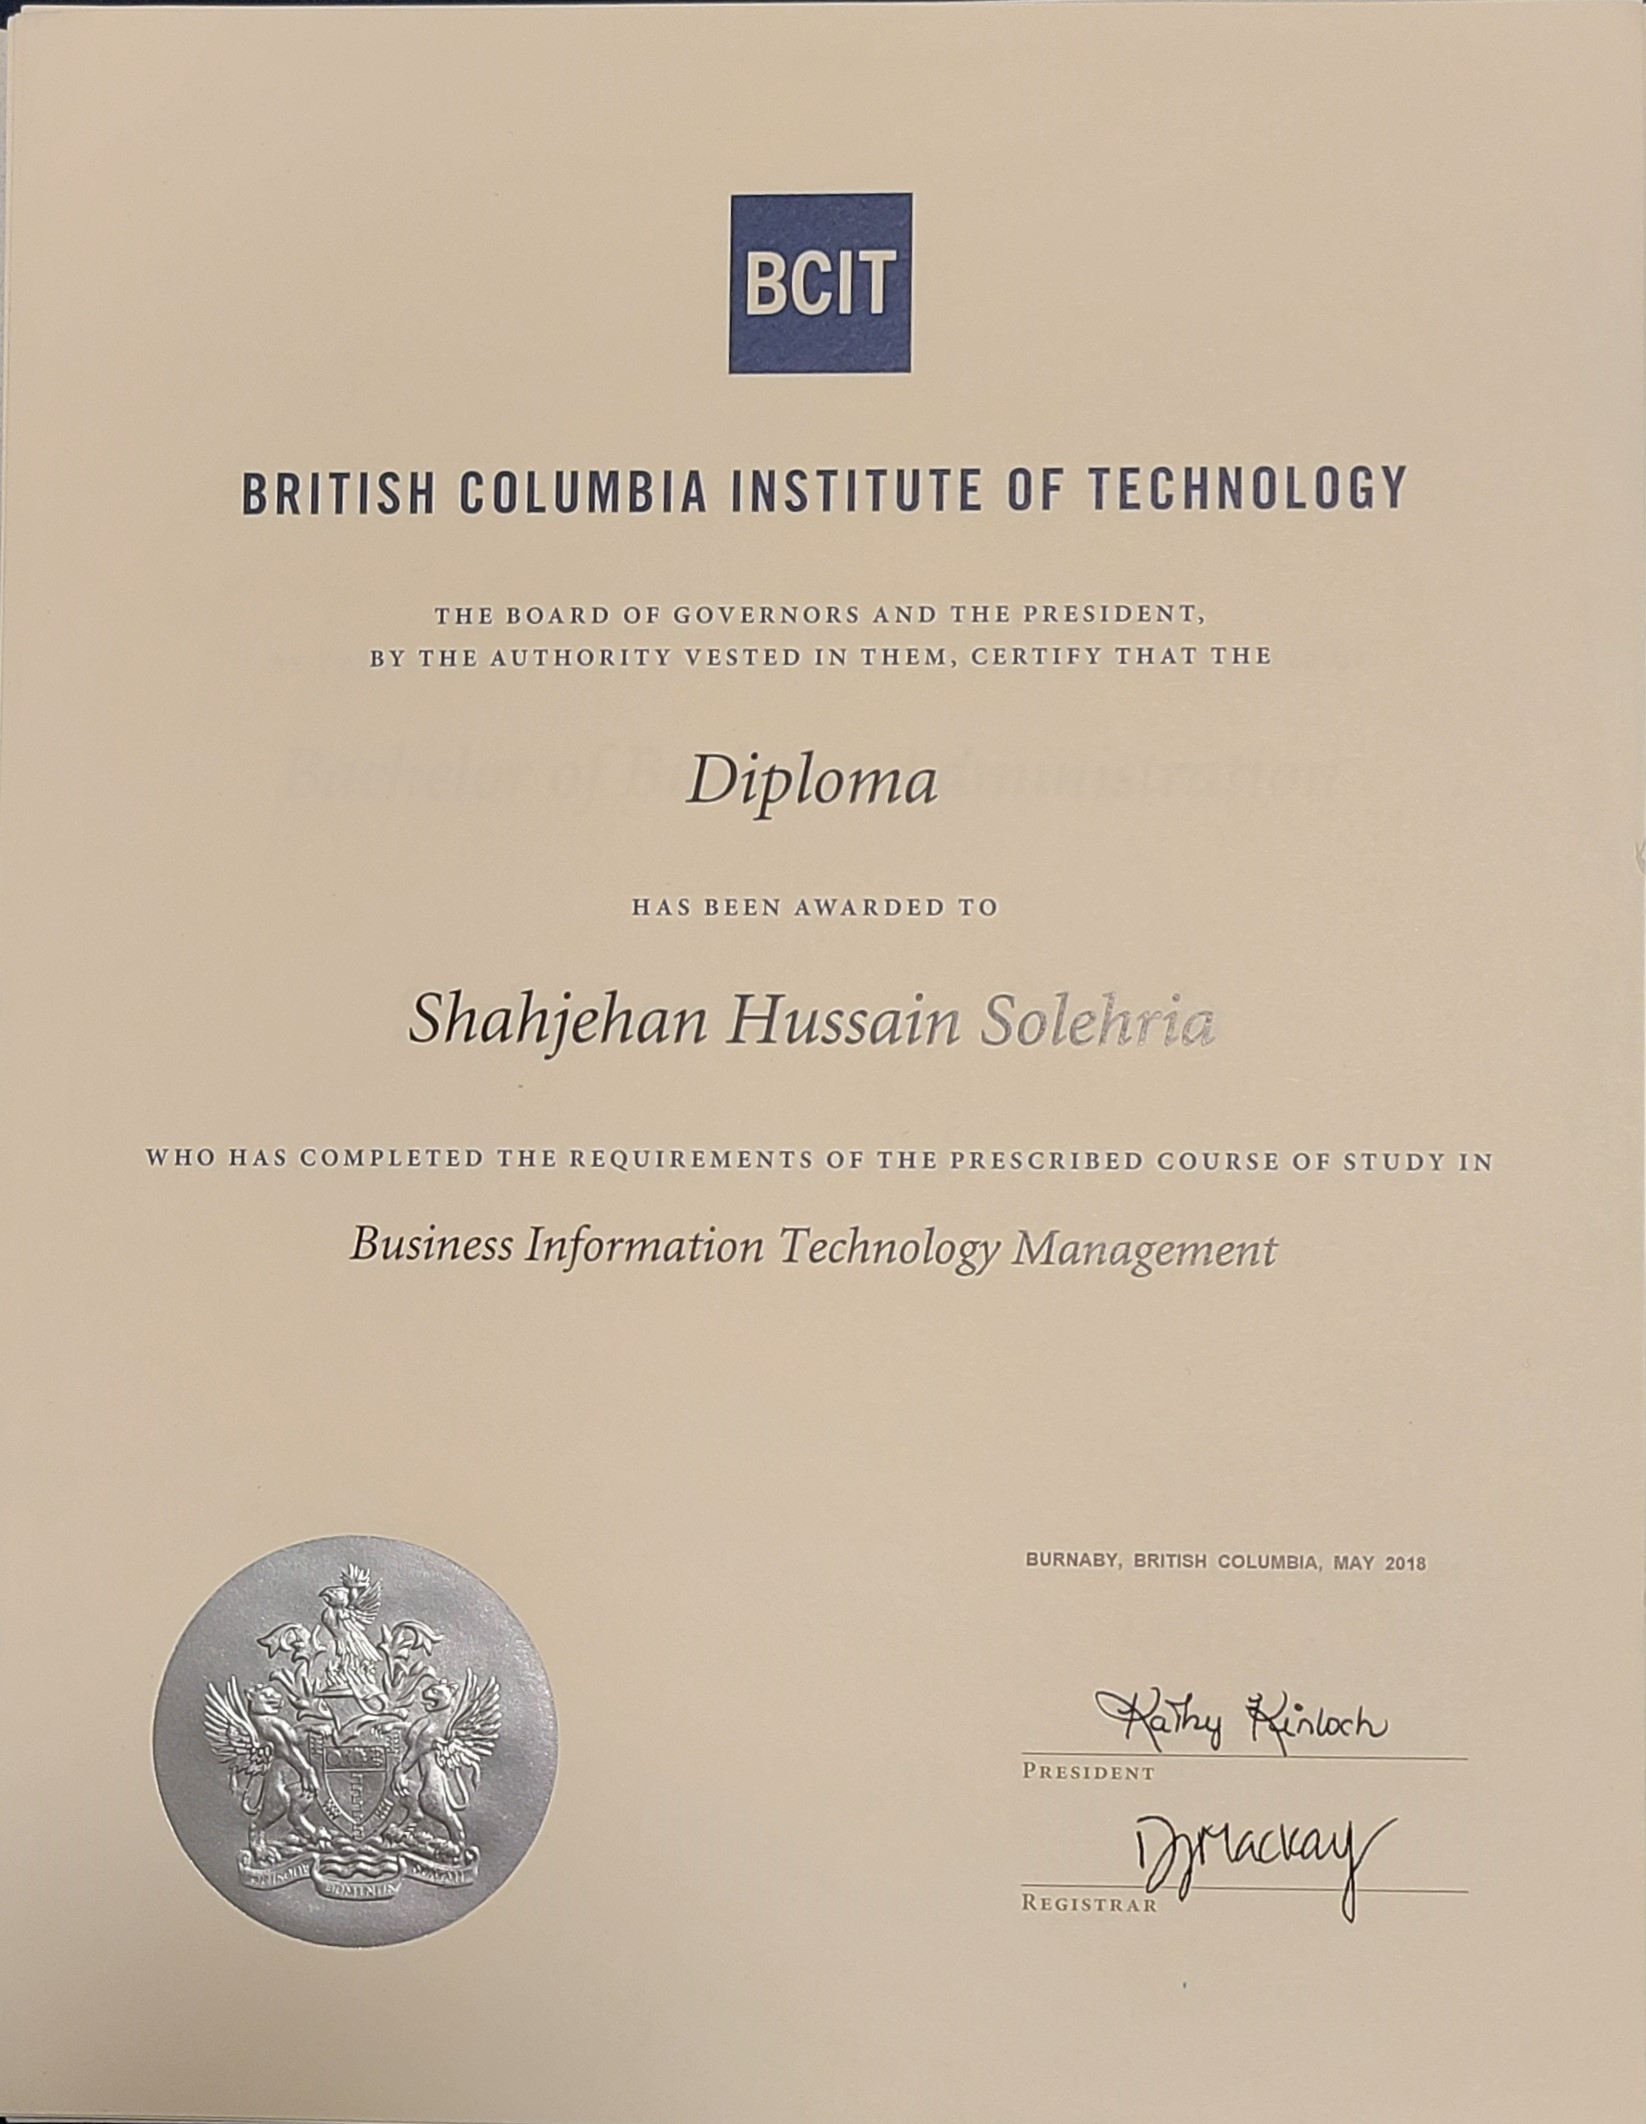 BCIT
BRITISH COLUMBIA INSTITUTE OF TECHNOLOGY
THE BOARD OF GOVERNORS AND THE PRESIDENT,
BY THE AUTHORITY VESTED IN THEM, CERTIFY THAT THE
Diploma
HAS BEEN AWARDED TO
Shahjehan Hussain Solehria
WHO HAS COMPLETED THE REQUIREMENTS OF THE PRESCRIBED COURSE OF STUDY IN
Business Information Technology Management
BURNABY, BRITISH COLUMBIA, MAY 2018
Kathy Kinloch
PRESIDENT
DJMackay
REGISTRAR